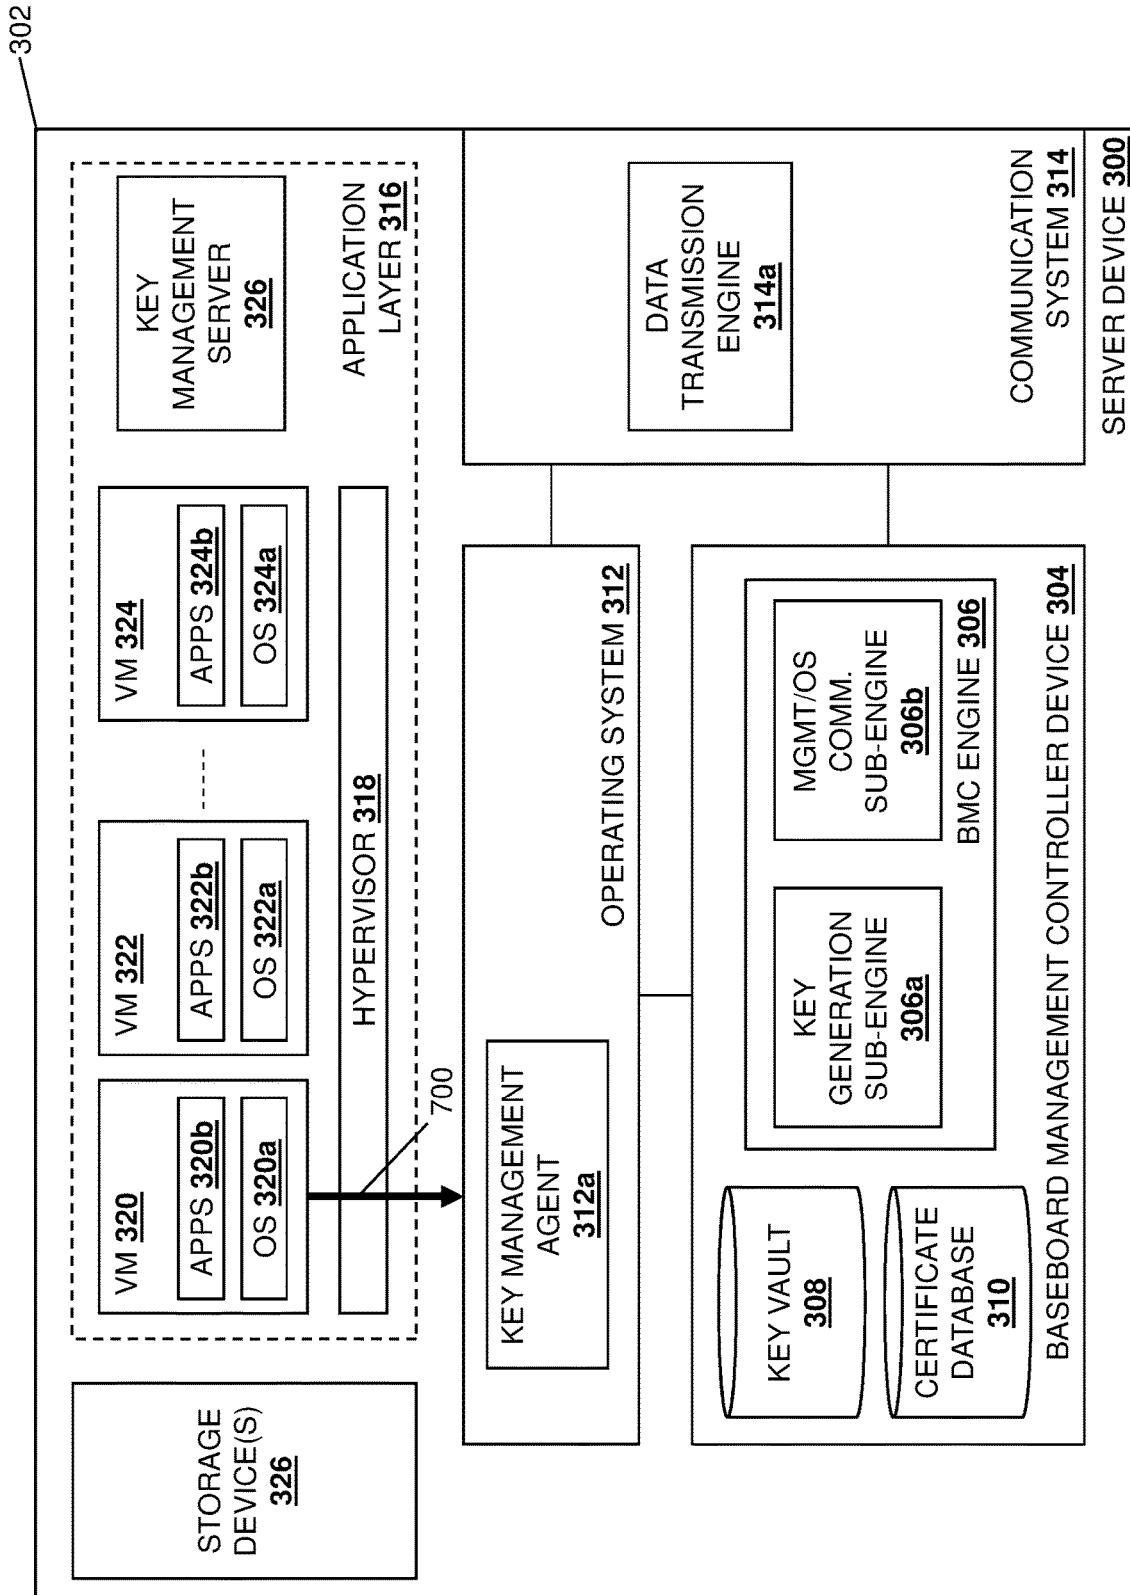 302
STORAGE
DEVICE(S)
326
VM 320
APPS 320b
OS 320a
VM 322
APPS 322b
OS 322a
VM 324
APPS 324b
OS 324a
HYPERVISOR 318
KEY
MANAGEMENT
SERVER
326
APPLICATION
LAYER 316
700
KEY MANAGEMENT
AGENT
312a
OPERATING SYSTEM 312
KEY VAULT
308
CERTIFICATE
DATABASE
310
KEY
GENERATION
SUB-ENGINE
306a
MGMT/OS
COMM.
SUB-ENGINE
306b
BMC ENGINE 306
BASEBOARD MANAGEMENT CONTROLLER DEVICE 304
DATA
TRANSMISSION
ENGINE
314a
COMMUNICATION
SYSTEM 314
SERVER DEVICE 300